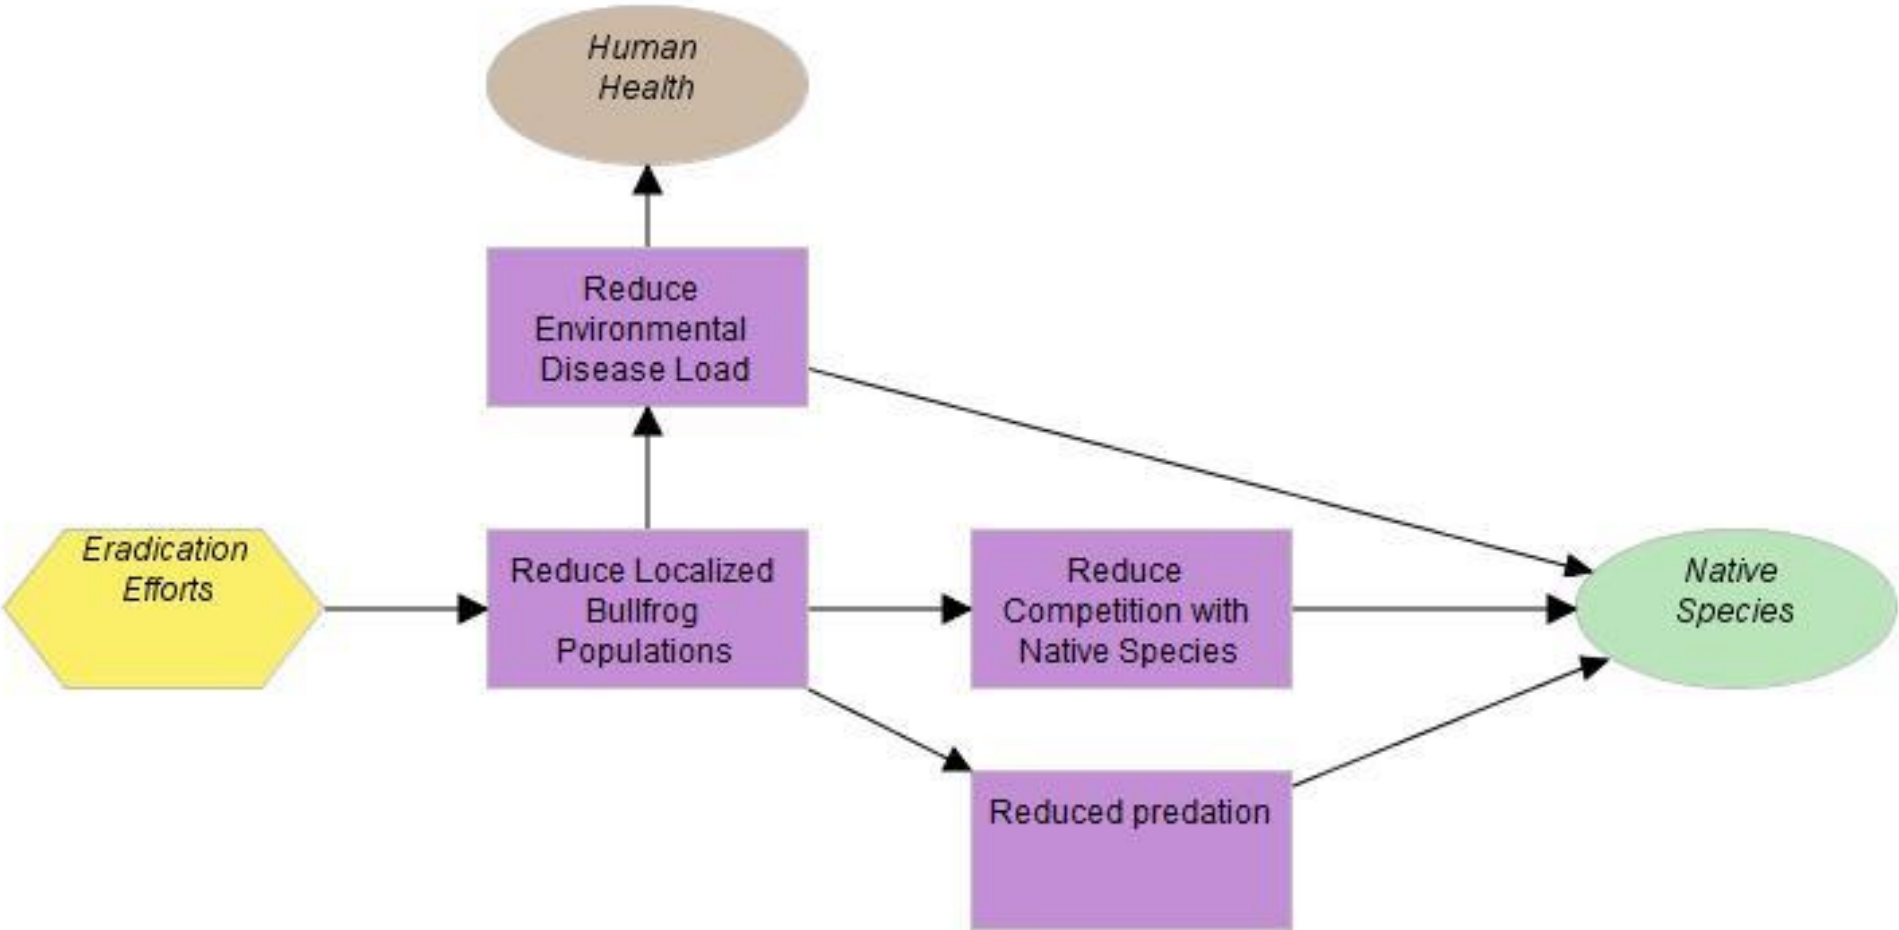 Human
Health
Reduce
Environmental
Disease Load
Eradication
Efforts
Reduce Localized
Bullfrog
Populations
Reduce
Competition with
Native Species
Native
Species
Reduced predation